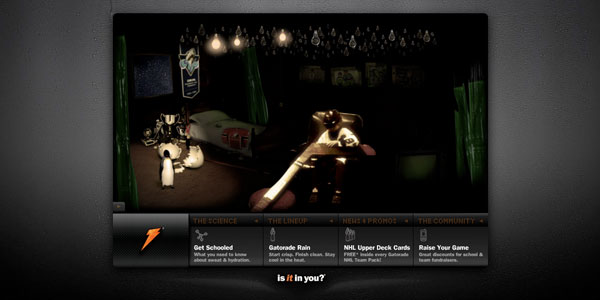 THE SCIENCE
THE LINEUP
NEWS & PROMOS
THE COMMUNITY
Get Schooled
What you need to know
about sweat & hydration.
Gatorade Rain
Start crisp. Finish clean. Stay
cool in the heat.
NHL Upper Deck Cards
FREE* inside every Gatorade
NHL Team Pack!
Raise Your Game
Great discounts for school &
team fundraisers.
is it in you?